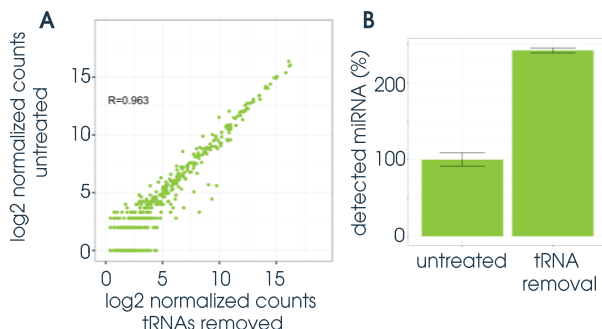 A
log2 normalized counts
untreated
15
10
5
0
R=0.963
0 5 10 15
log2 normalized counts
tRNAs removed
B
detected miRNA (%)
200
100
0
untreated
tRNA
removal